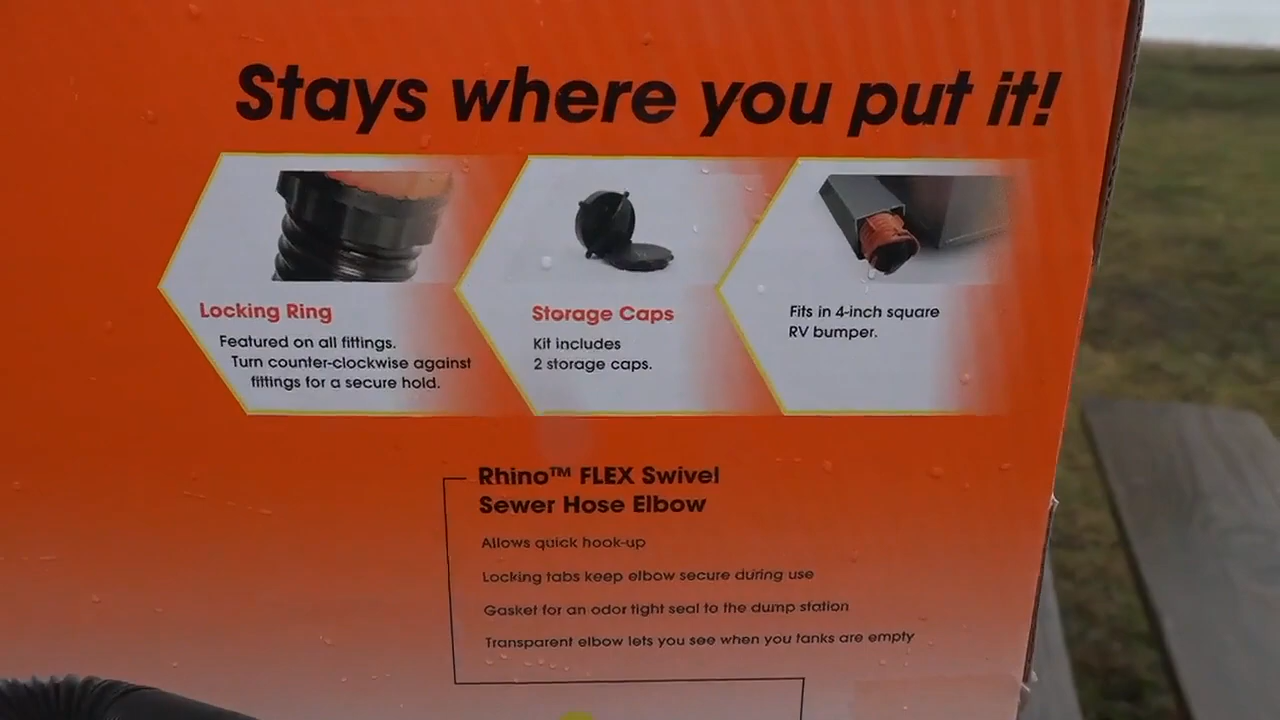 Stays where you put it!
Locking Ring
Featured on all fittings.
Turn counter-clockwise against
fittings for a secure hold.
Storage Caps
Kit includes
2 storage caps.
Fits in 4-inch square
RV bumper.
Rhino™ FLEX Swivel
Sewer Hose Elbow
Allows quick hook-up
Locking tabs keep elbow secure during use
Gasket for an odor tight seal to the dump station
Transparent elbow lets you see when you tanks are empty